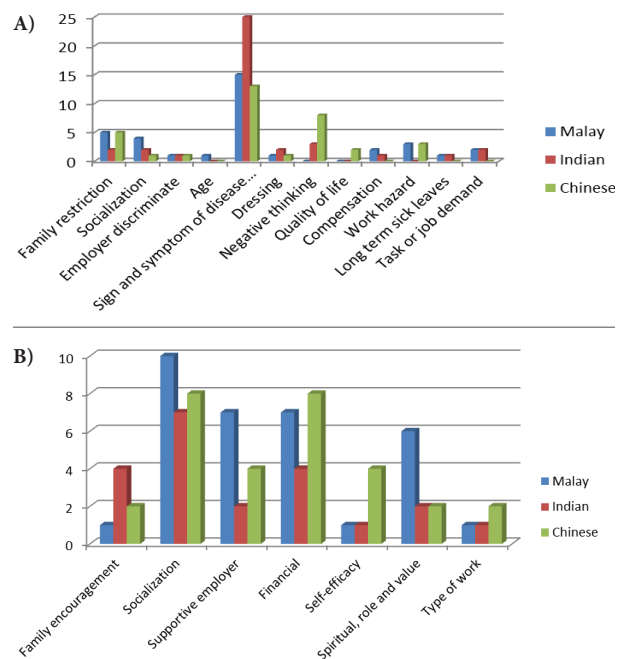 A)
25
20
15
10
5
0
Family restriction
Socialization
Employer discriminate
Age
Sign and symptom of disease...
Dressing
Negative thinking
Quality of life
Compensation
Work hazard
Long term sick leaves
Task or job demand
Malay
Indian
Chinese
B)
10
8
6
4
2
0
Family encouragement
Socialization
Supportive employer
Financial
Self-efficacy
Spiritual, role and value
Type of work
Malay
Indian
Chinese